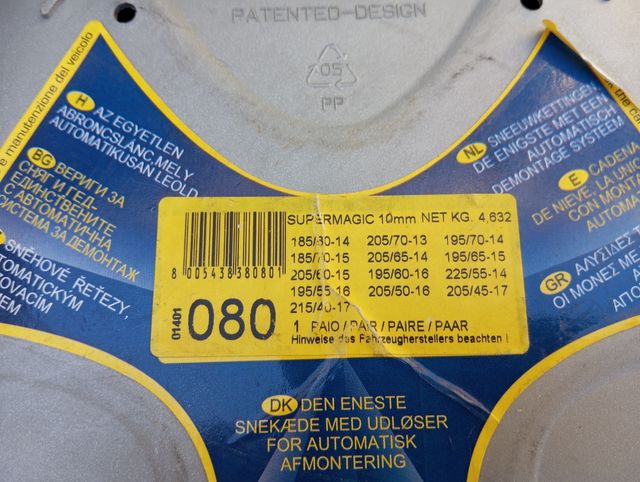 PATENTED-DESIGN
05
PP
e manutenzione del veicolo
H AZ EGYETLEN
ABRONCSLÁNC, MELY
AUTOMATIKUSAN LEOLD
BG ВЕРИГИ ЗА
СНЯГ И ГЕД-
ЕДИНСТВЕНИТЕ
С АВТОМАТИЧНА
СИСТЕМА ЗА ДЕМОНТАЖ
SNĚHOVÉ ŘETĚZY,
AUTOMATICKÝM
NL SNEEUWKETTINGEN
DE ENIGSTE MET EEN
AUTOMATISCH
DEMONTAGE SYSTEEM
E CADENA
DE NIEVE: LA UN
CON MONTA
AUTOMA
GR ΑΛΥΣΙΔΕΣ
ΟΙ ΜΟΝΕΣ ΜΕ
SUPERMAGIC 10mm NET KG. 4,632
185/80-14 205/70-13 195/70-14
185/70-15 205/65-14 195/65-15
205/60-15 195/60-16 225/55-14
195/55-16 205/50-16 205/45-17
215/40-17
8 005438 380801
01401
080
1 PAIO / PAIR / PAIRE / PAAR
Hinweise des Fahrzeugherstellers beachten !
DK DEN ENESTE
SNEKÆDE MED UDLØSER
FOR AUTOMATISK
AFMONTERING